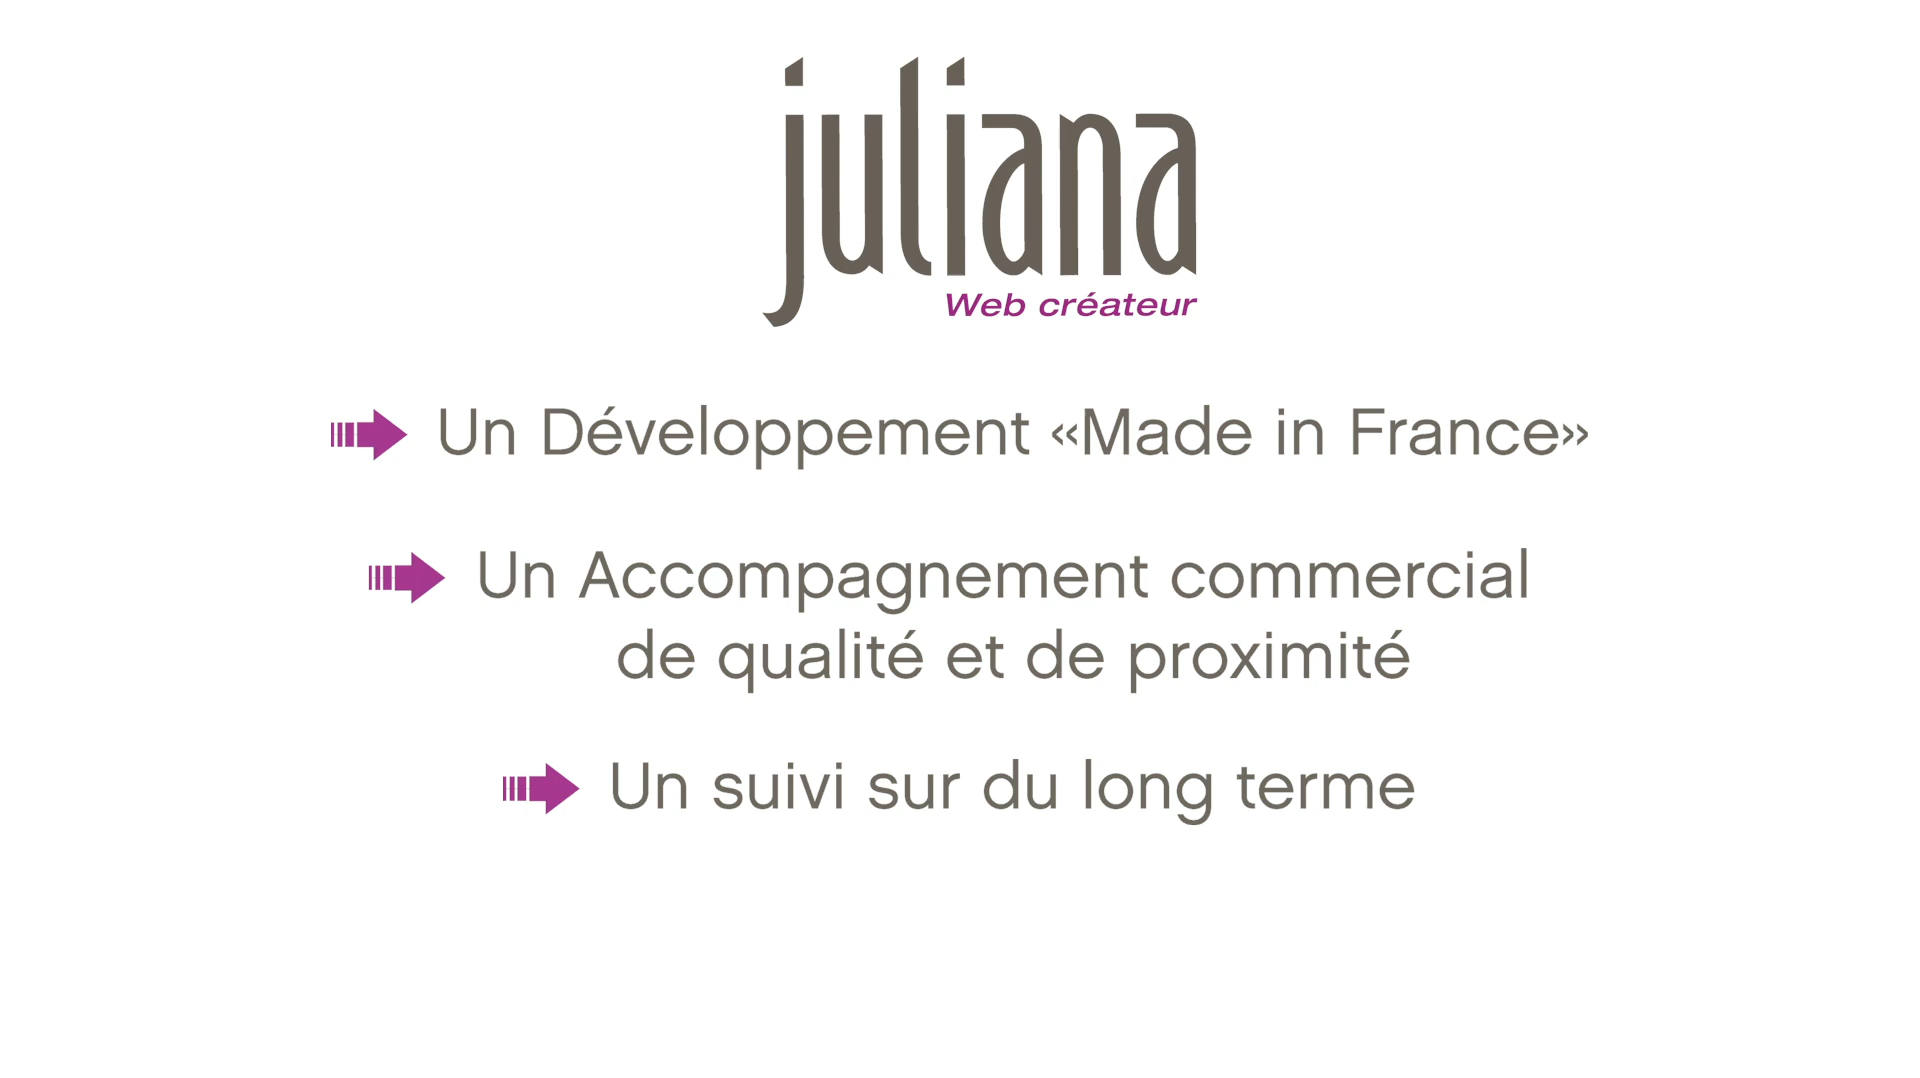 juliana
Web créateur
Un Développement «Made in France»
Un Accompagnement commercial
de qualité et de proximité
Un suivi sur du long terme